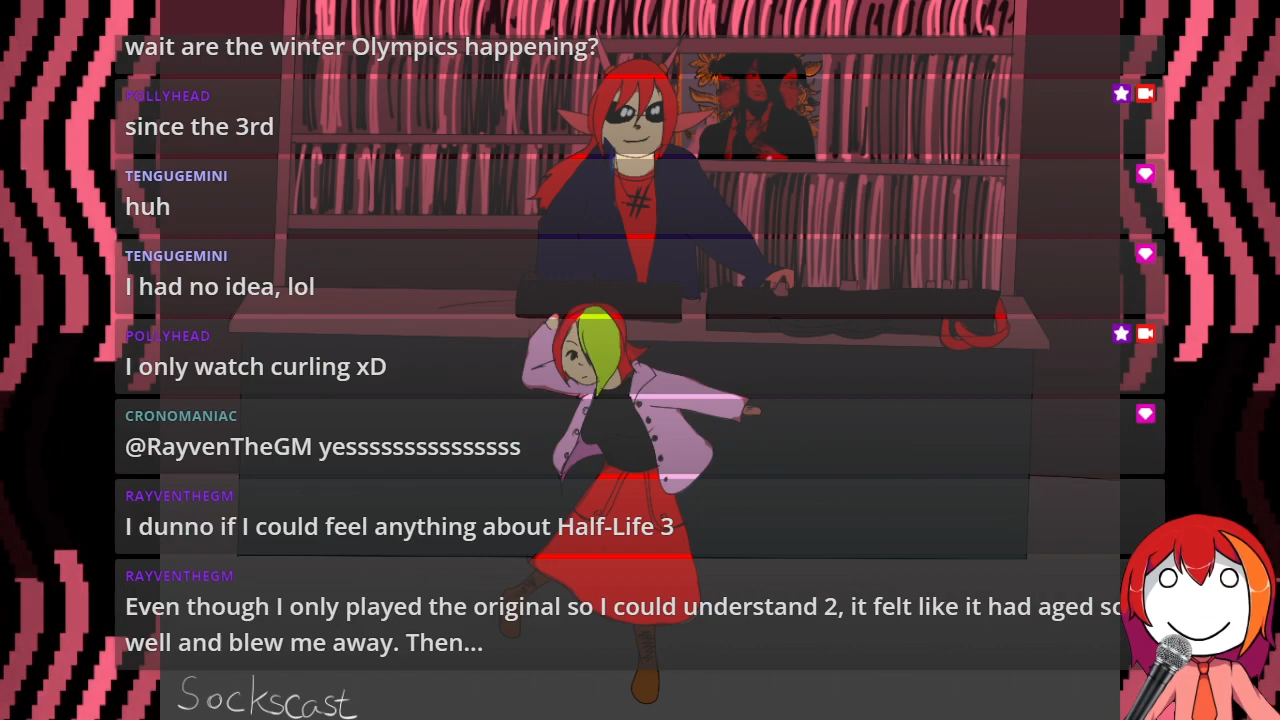 wait are the winter Olympics happening?
POLLYHEAD
since the 3rd
TENGUGEMINI
huh
TENGUGEMINI
I had no idea, lol
POLLYHEAD
I only watch curling xD
CRONOMANIAC
@RayvenTheGM yesssssssssssssss
RAYVENTHEGM
I dunno if I could feel anything about Half-Life 3
RAYVENTHEGM
Even though I only played the original so I could understand 2, it felt like it had aged so
well and blew me away. Then...
Sockscast
#